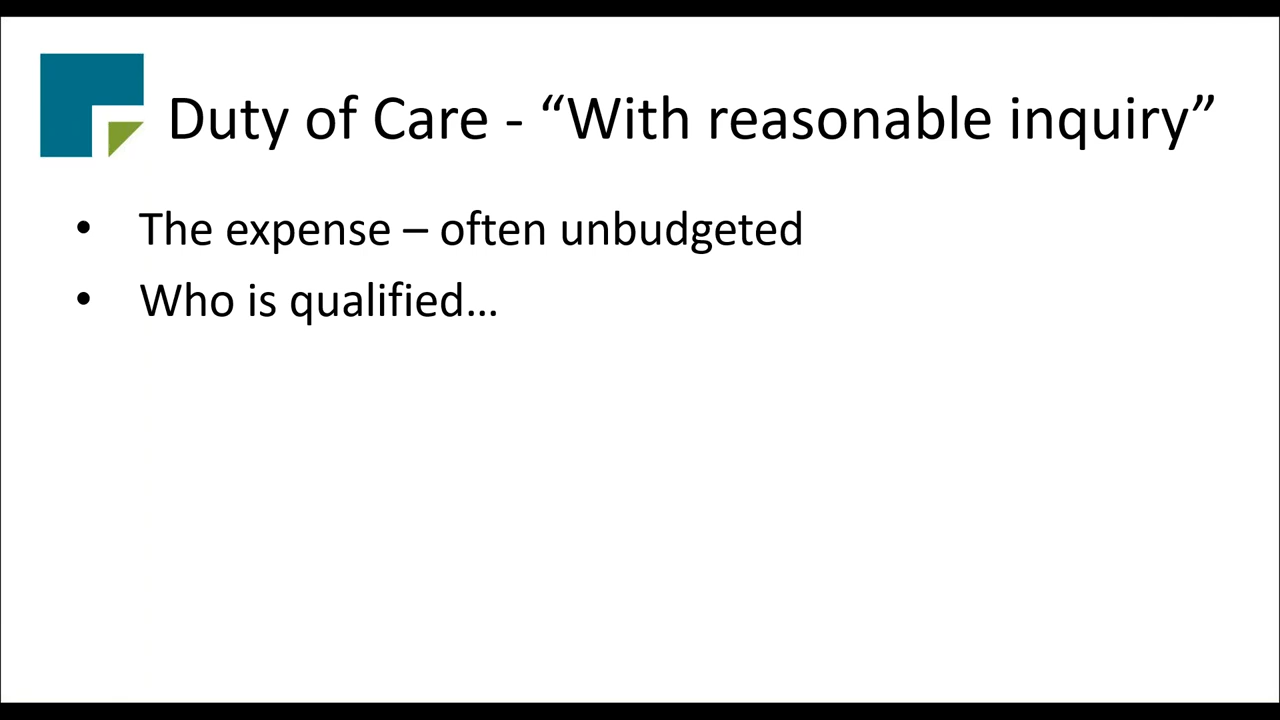 Duty of Care - “With reasonable inquiry”
• The expense – often unbudgeted
• Who is qualified…